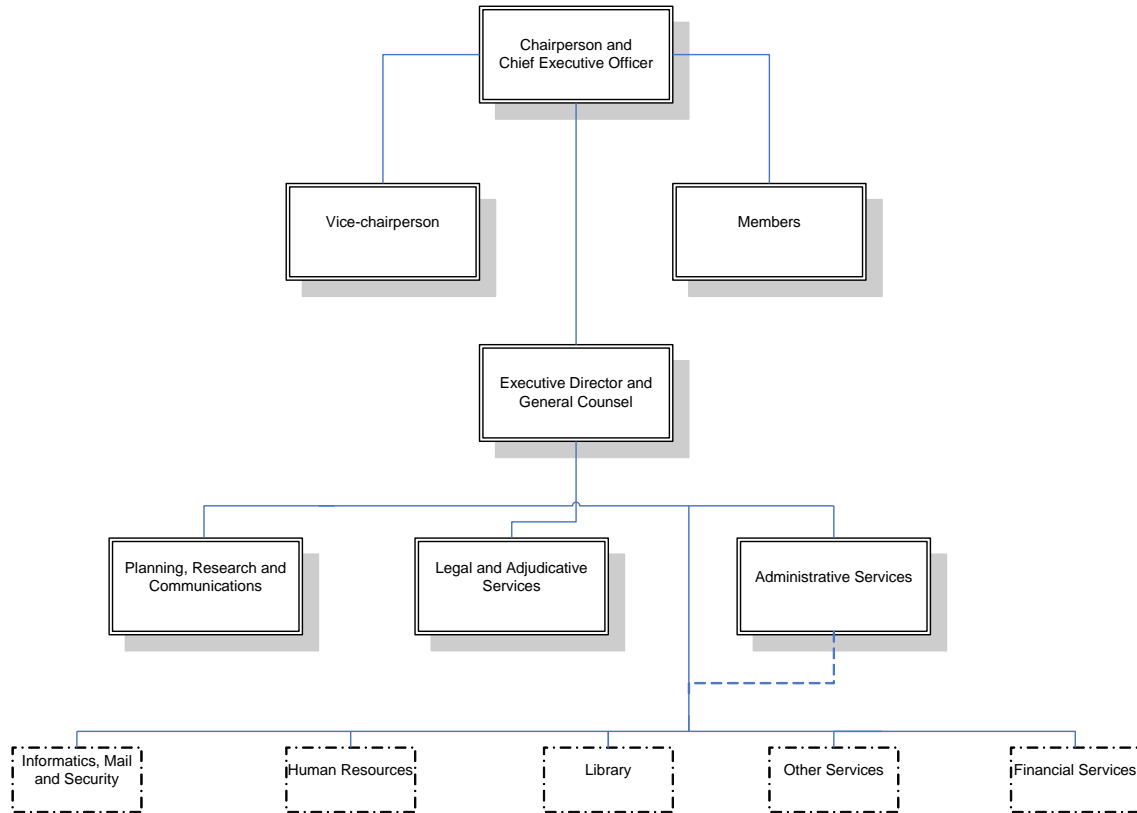 Chairperson and
Chief Executive Officer
Vice-chairperson
Members
Executive Director and
General Counsel
Planning, Research and
Communications
Legal and Adjudicative
Services
Administrative Services
Informatics, Mail
and Security
Human Resources
Library
Other Services
Financial Services